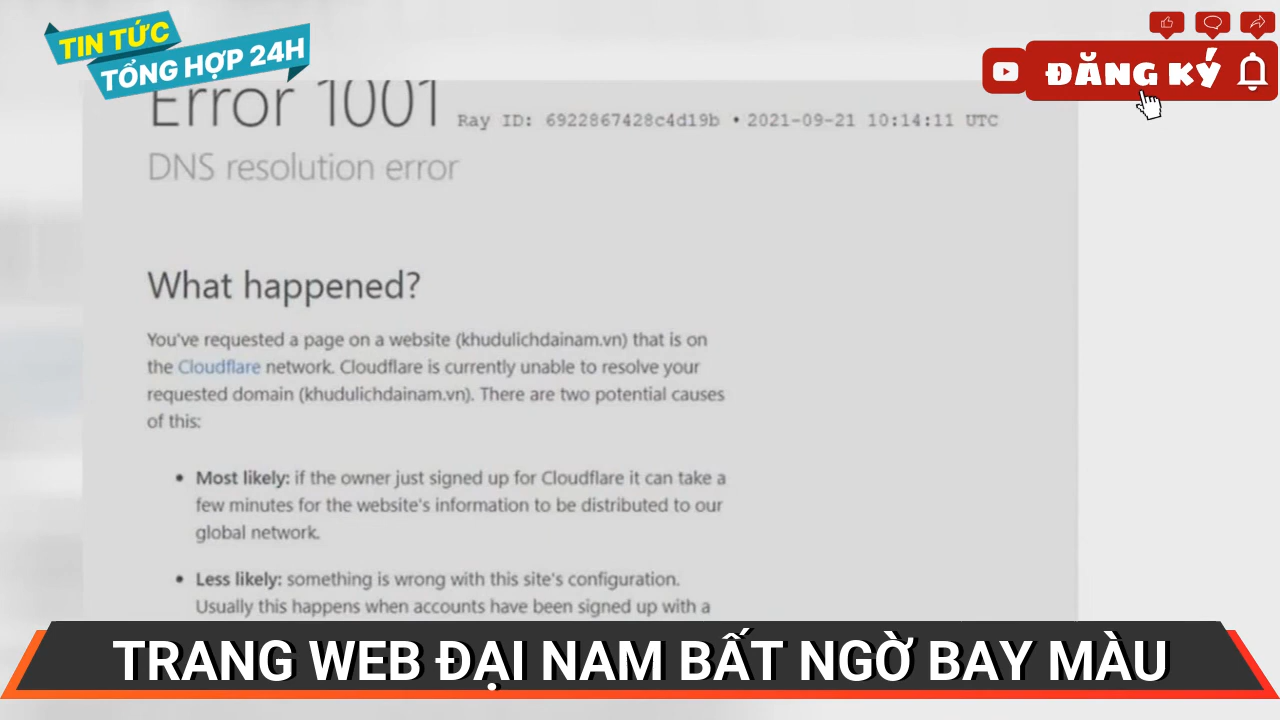 TIN TỨC
TỔNG HỢP 24H
ĐĂNG KÝ
Error 1001 Ray ID: 6922867428c4d19b • 2021-09-21 10:14:11 UTC
DNS resolution error
What happened?
You've requested a page on a website (khudulichdainam.vn) that is on
the Cloudflare network. Cloudflare is currently unable to resolve your
requested domain (khudulichdainam.vn). There are two potential causes
of this:
• Most likely: if the owner just signed up for Cloudflare it can take a
few minutes for the website's information to be distributed to our
global network.
• Less likely: something is wrong with this site's configuration.
Usually this happens when accounts have been signed up with a
TRANG WEB ĐẠI NAM BẤT NGỜ BAY MÀU